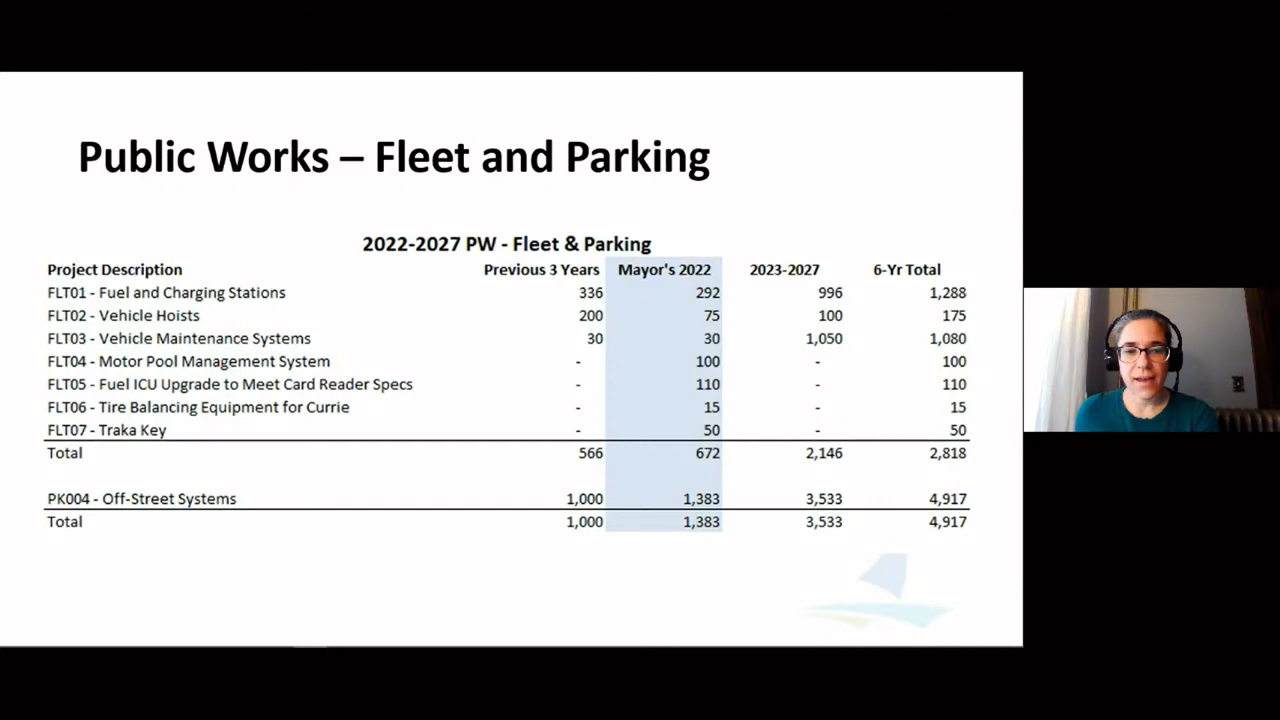 Public Works – Fleet and Parking
2022-2027 PW - Fleet & Parking
Project Description Previous 3 Years Mayor's 2022 2023-2027 6-Yr Total
FLT01 - Fuel and Charging Stations 336 292 996 1,288
FLT02 - Vehicle Hoists 200 75 100 175
FLT03 - Vehicle Maintenance Systems 30 30 1,050 1,080
FLT04 - Motor Pool Management System - 100 - 100
FLT05 - Fuel ICU Upgrade to Meet Card Reader Specs - 110 - 110
FLT06 - Tire Balancing Equipment for Currie - 15 - 15
FLT07 - Traka Key - 50 - 50
Total 566 672 2,146 2,818
PK004 - Off-Street Systems 1,000 1,383 3,533 4,917
Total 1,000 1,383 3,533 4,917